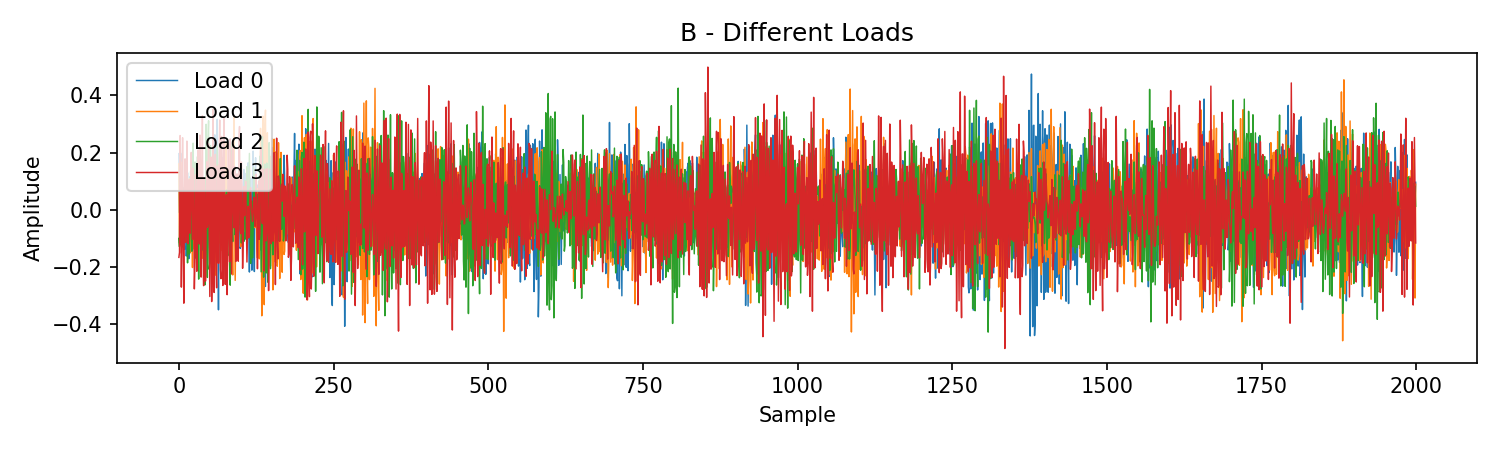 B - Different Loads
Load 0
Load 1
Load 2
Load 3
Amplitude
0.4
0.2
0.0
−0.2
−0.4
0
250
500
750
1000
1250
1500
1750
2000
Sample